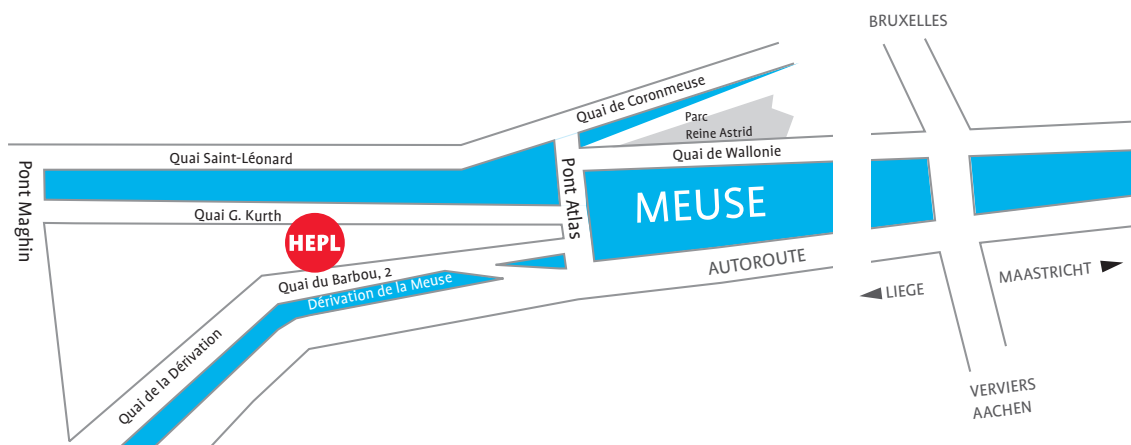 BRUXELLES
Quai de Coronmeuse
Parc
Reine Astrid
Quai Saint-Léonard
Quai de Wallonie
Pont Maghin
Pont Atlas
MEUSE
Quai G. Kurth
HEPL
AUTOROUTE
MAASTRICHT
Quai du Barbou, 2
Dérivation de la Meuse
LIEGE
Quai de la Dérivation
VERVIERS
AACHEN